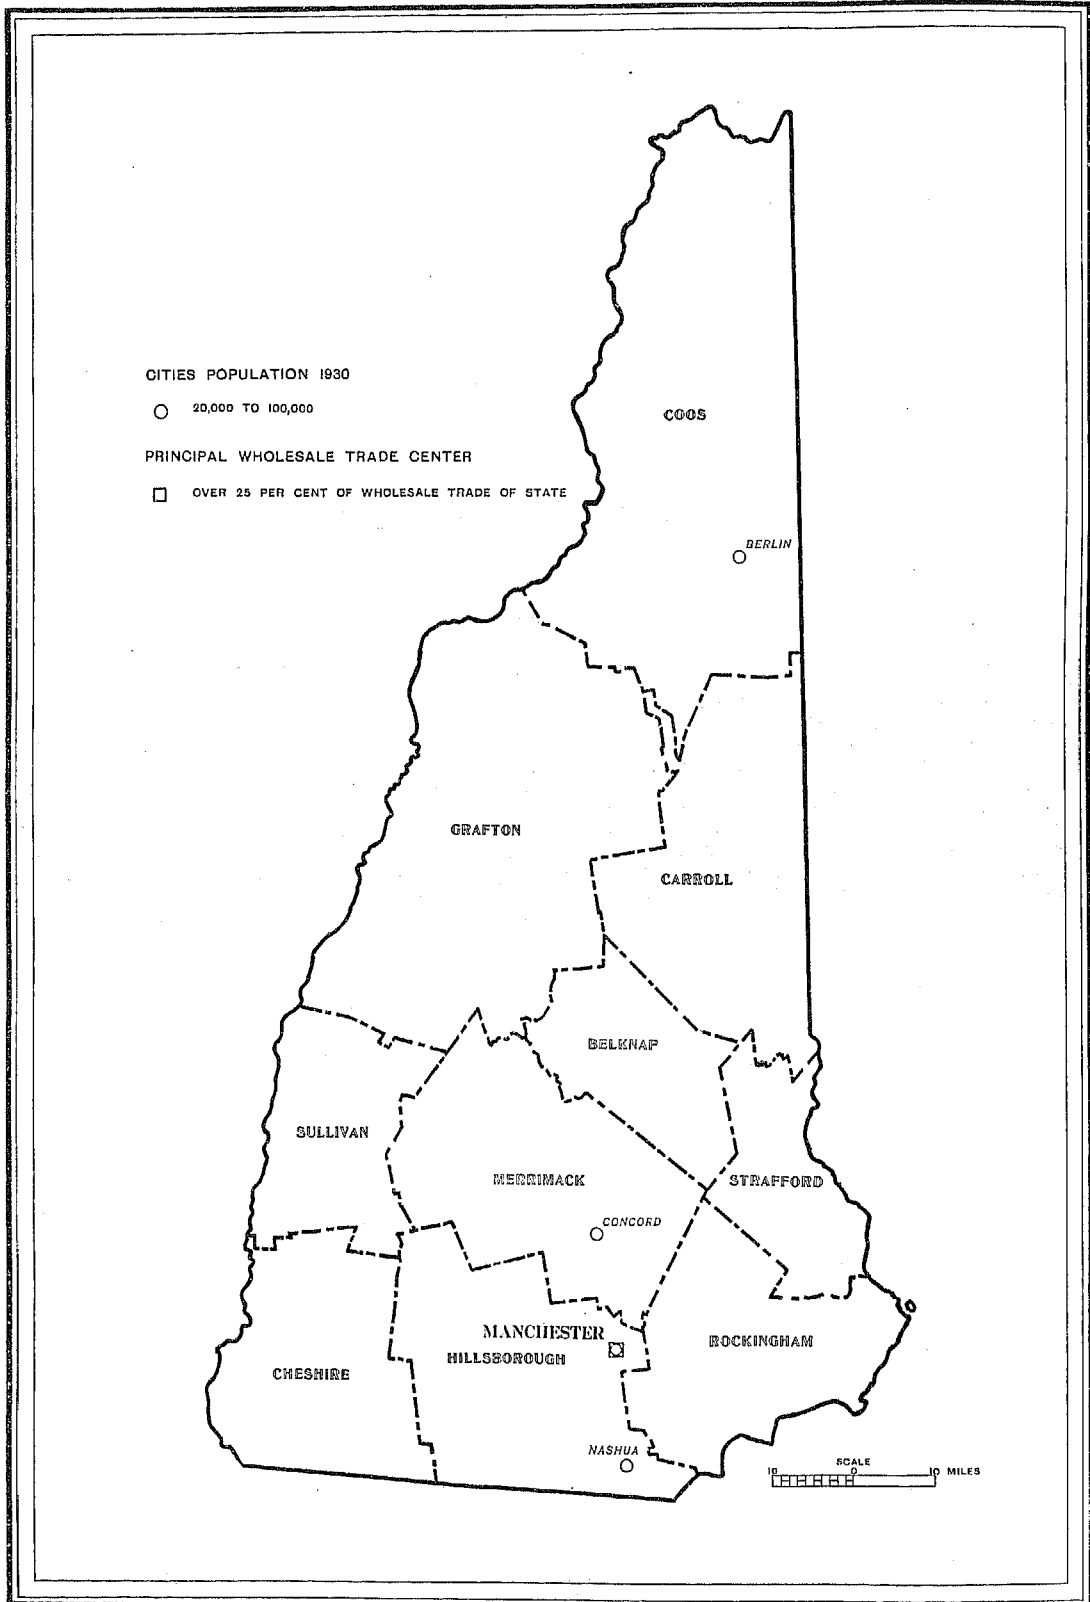 CITIES POPULATION 1930
20,000 TO 100,000
PRINCIPAL WHOLESALE TRADE CENTER
OVER 25 PER CENT OF WHOLESALE TRADE OF STATE
COOS
BERLIN
GRAFTON
CARROLL
BELKNAP
SULLIVAN
MERRIMACK
STRAFFORD
CONCORD
MANCHESTER
HILLSBOROUGH
ROCKINGHAM
CHESHIRE
NASHUA
SCALE
10 0 10 MILES